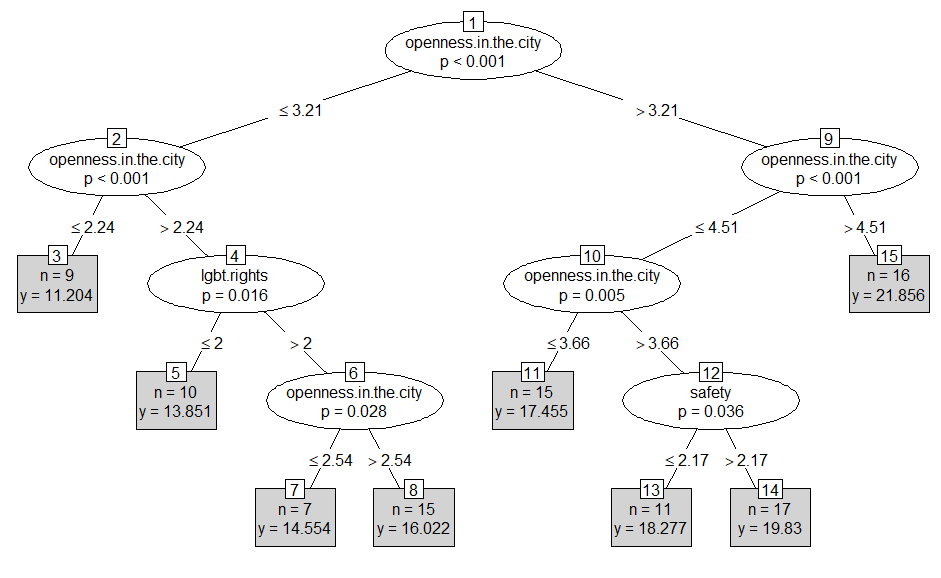 1
openness.in.the.city
p < 0.001
≤ 3.21
> 3.21
2
openness.in.the.city
p < 0.001
9
openness.in.the.city
p < 0.001
≤ 2.24
> 2.24
≤ 4.51
> 4.51
3
n = 9
y = 11.204
4
lgbt.rights
p = 0.016
10
openness.in.the.city
p = 0.005
15
n = 16
y = 21.856
≤ 2
> 2
≤ 3.66
> 3.66
5
n = 10
y = 13.851
6
openness.in.the.city
p = 0.028
11
n = 15
y = 17.455
12
safety
p = 0.036
≤ 2.54
> 2.54
≤ 2.17
> 2.17
7
n = 7
y = 14.554
8
n = 15
y = 16.022
13
n = 11
y = 18.277
14
n = 17
y = 19.83